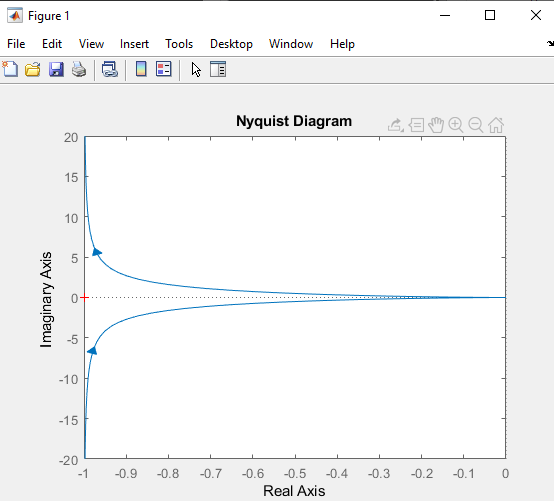 Figure 1
File Edit View Insert Tools Desktop Window Help
Nyquist Diagram
20
15
10
5
0
-5
-10
-15
-20
Imaginary Axis
-1 -0.9 -0.8 -0.7 -0.6 -0.5 -0.4 -0.3 -0.2 -0.1 0
Real Axis